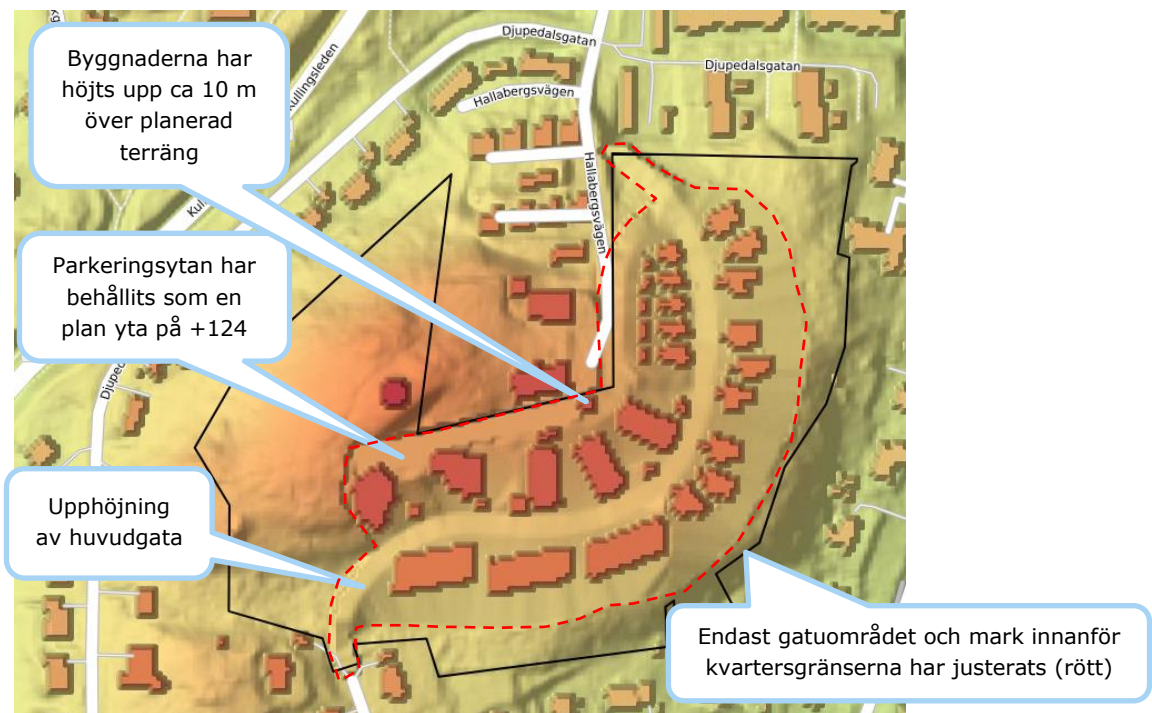 Byggnaderna har
höjts upp ca 10 m
över planerad
terräng
Parkeringsytan har
behållits som en
plan yta på +124
Upphöjning
av huvudgata
Endast gatuområdet och mark innanför
kvartersgränserna har justerats (rött)
Kullingsleden
Djupedalsgatan
Djupedalsgatan
Hallabergsvägen
Hallabergsvägen